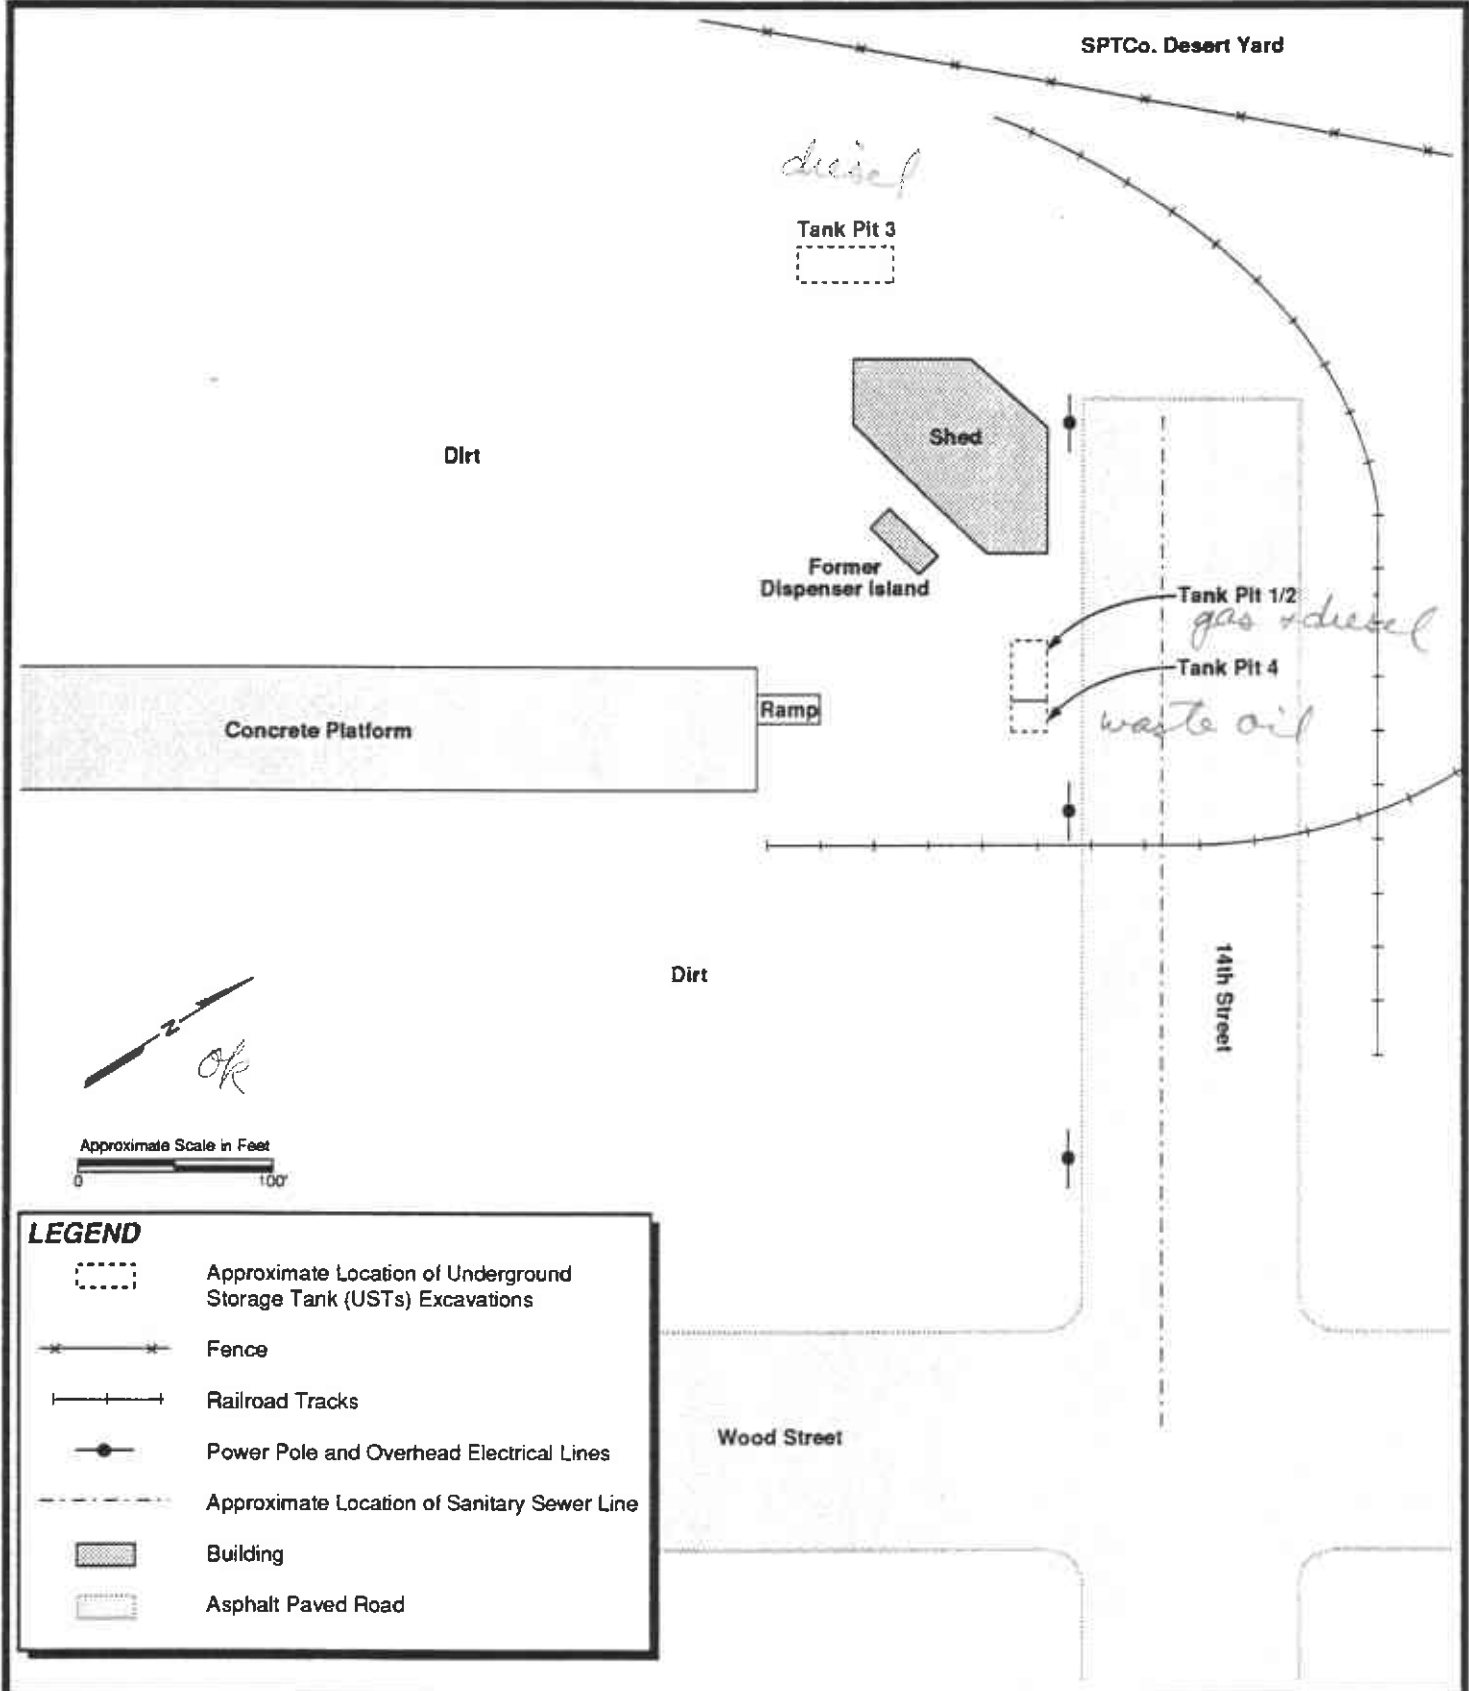 SPTCo. Desert Yard
diesel
Tank Pit 3
Shed
Dirt
Former
Dispenser Island
Tank Pit 1/2
gas + diesel
Tank Pit 4
waste oil
Ramp
Concrete Platform
14th Street
Dirt
N
ok
Approximate Scale in Feet
0 100'
LEGEND
Approximate Location of Underground
Storage Tank (USTs) Excavations
Fence
Railroad Tracks
Power Pole and Overhead Electrical Lines
Approximate Location of Sanitary Sewer Line
Building
Asphalt Paved Road
Wood Street